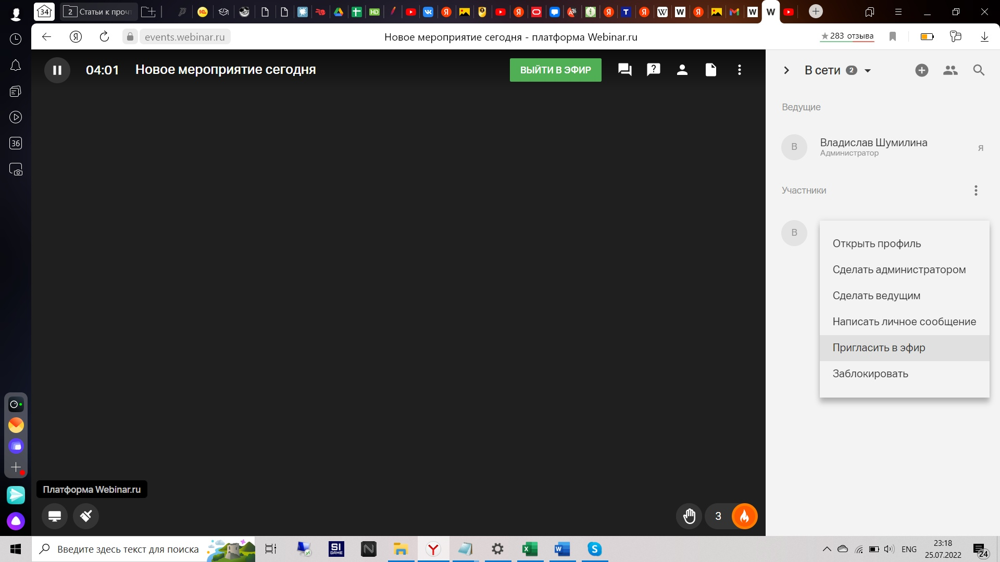 34
2 Статьи к проч
events.webinar.ru
Новое мероприятие сегодня - платформа Webinar.ru
283 отзыва
04:01
Новое мероприятие сегодня
ВЫЙТИ В ЭФИР
В сети 2
Ведущие
В
Владислав Шумилина
Администратор
я
Участники
В
Открыть профиль
Сделать администратором
Сделать ведущим
Написать личное сообщение
Пригласить в эфир
Заблокировать
36
Платформа Webinar.ru
3
Введите здесь текст для поиска
SI
GAME
ENG
23:18
25.07.2022
24